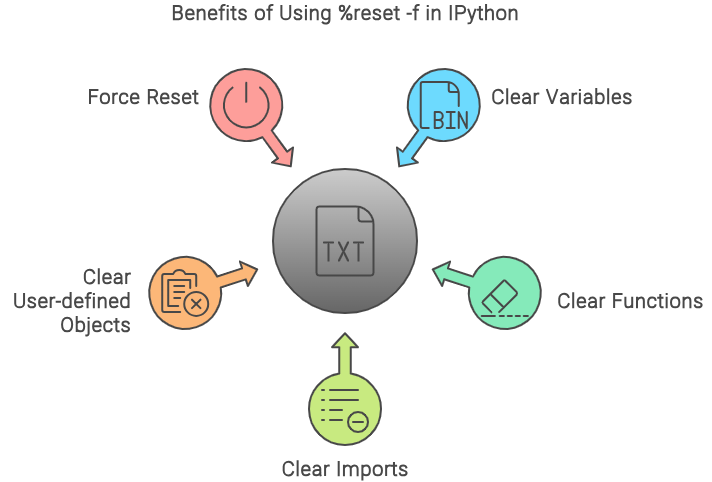 Benefits of Using %reset -f in IPython
Force Reset
Clear Variables
BIN
TXT
Clear
User-defined
Objects
Clear Functions
Clear Imports